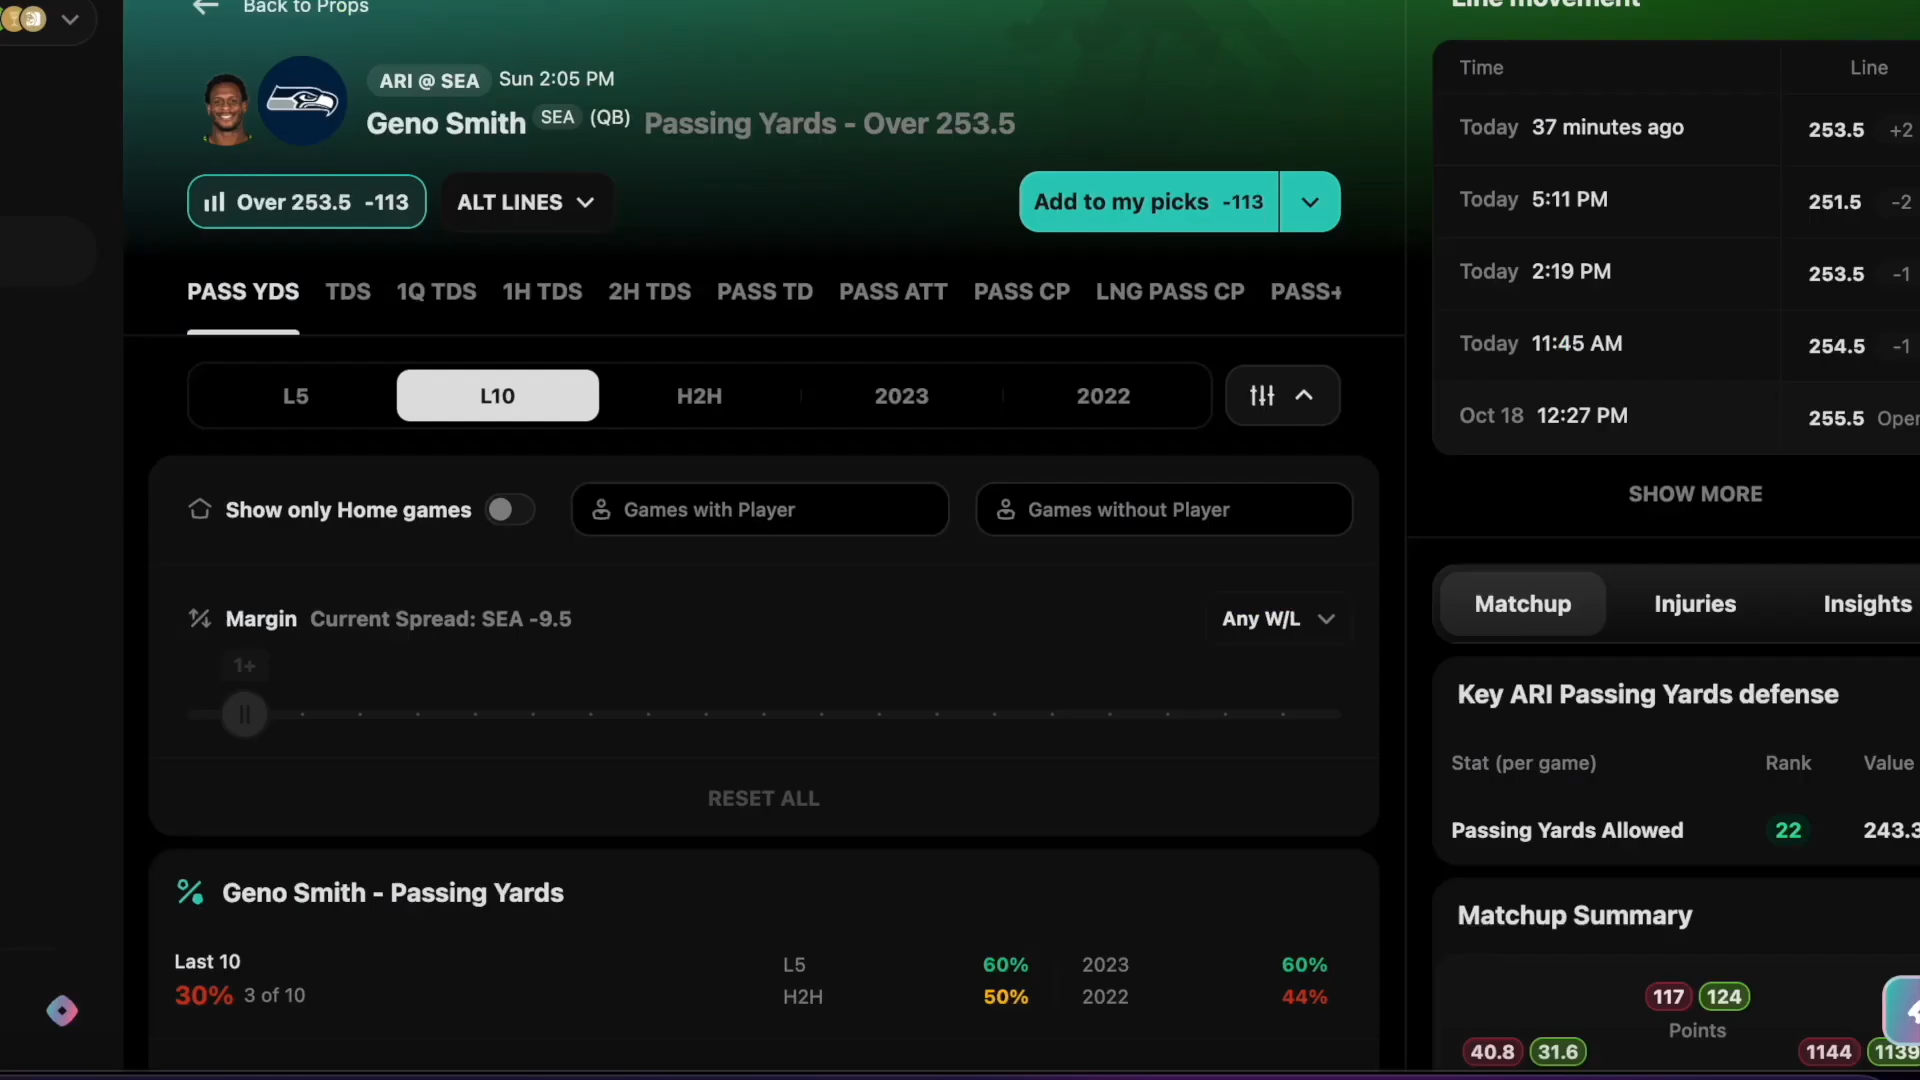 Back to Props
ARI @ SEA Sun 2:05 PM
Geno Smith SEA (QB) Passing Yards - Over 253.5
Over 253.5 -113
ALT LINES
Add to my picks -113
PASS YDS TDS 1Q TDS 1H TDS 2H TDS PASS TD PASS ATT PASS CP LNG PASS CP PASS+
L5 L10 H2H 2023 2022
Show only Home games
Games with Player
Games without Player
Margin Current Spread: SEA -9.5
Any W/L
1+
RESET ALL
Geno Smith - Passing Yards
Last 10
30% 3 of 10
L5 60% 2023 60%
H2H 50% 2022 44%
Line movement
Time Line
Today 37 minutes ago 253.5 +2
Today 5:11 PM 251.5 -2
Today 2:19 PM 253.5 -1
Today 11:45 AM 254.5 -1
Oct 18 12:27 PM 255.5 Open
SHOW MORE
Matchup Injuries Insights
Key ARI Passing Yards defense
Stat (per game) Rank Value
Passing Yards Allowed 22 243.3
Matchup Summary
117 124
Points
40.8 31.6 1144 1139